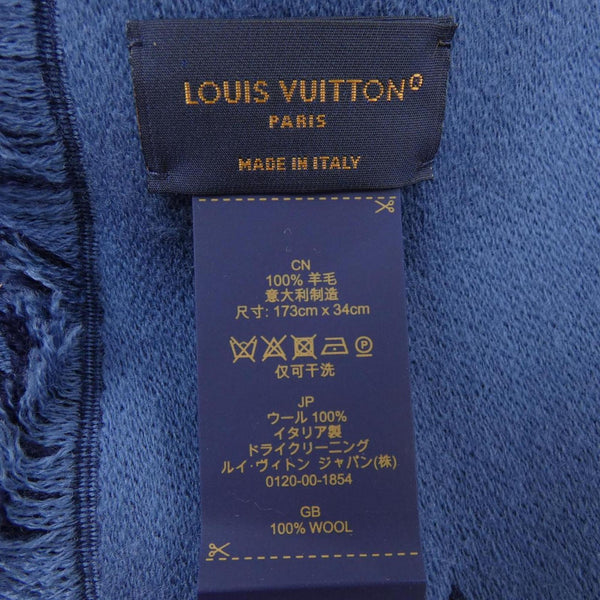 LOUIS VUITTON
PARIS
MADE IN ITALY
CN
100% 羊毛
意大利制造
尺寸: 173cm x 34cm
P
仅可干洗
JP
ウール 100%
イタリア製
ドライクリーニング
ルイ・ヴィトン ジャパン(株)
0120-00-1854
GB
100% WOOL